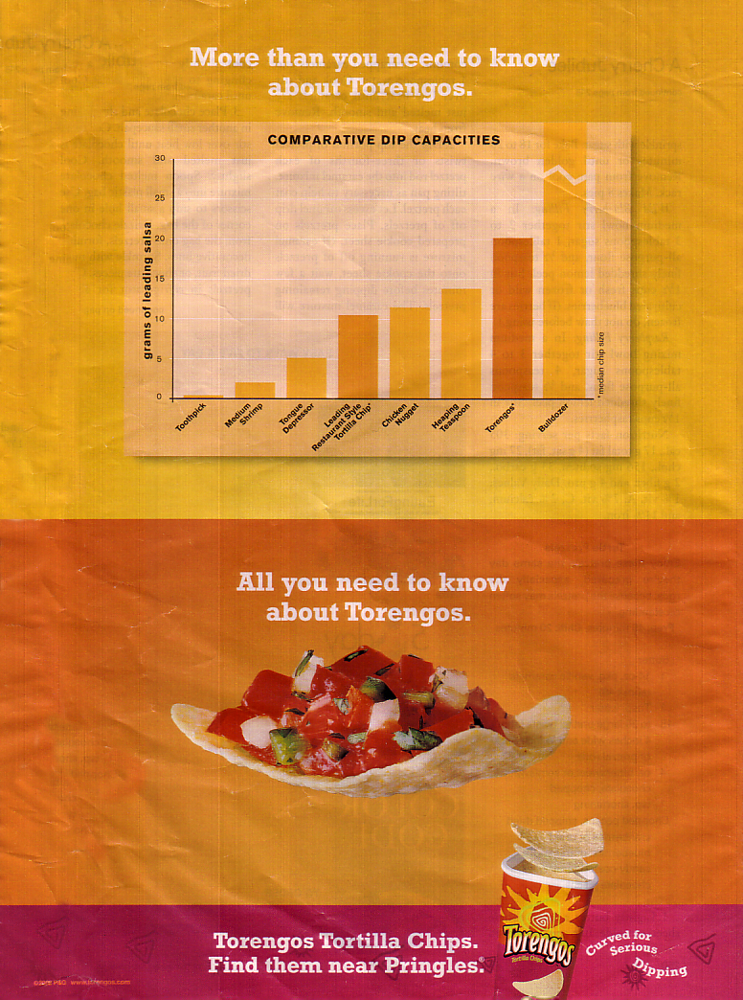 More than you need to know
about Torengos.
COMPARATIVE DIP CAPACITIES
grams of leading salsa
30
25
20
15
10
5
0
Toothpick
Medium
Shrimp
Tongue
Depressor
Leading
Restaurant Style
Tortilla Chip*
Chicken
Nugget
Heaping
Teaspoon
Torengos*
Bulldozer
*median chip size
All you need to know
about Torengos.
Torengos
Tortilla Chips
Curved for
Serious
Dipping
Torengos Tortilla Chips.
Find them near Pringles.®
P&G www.torengos.com